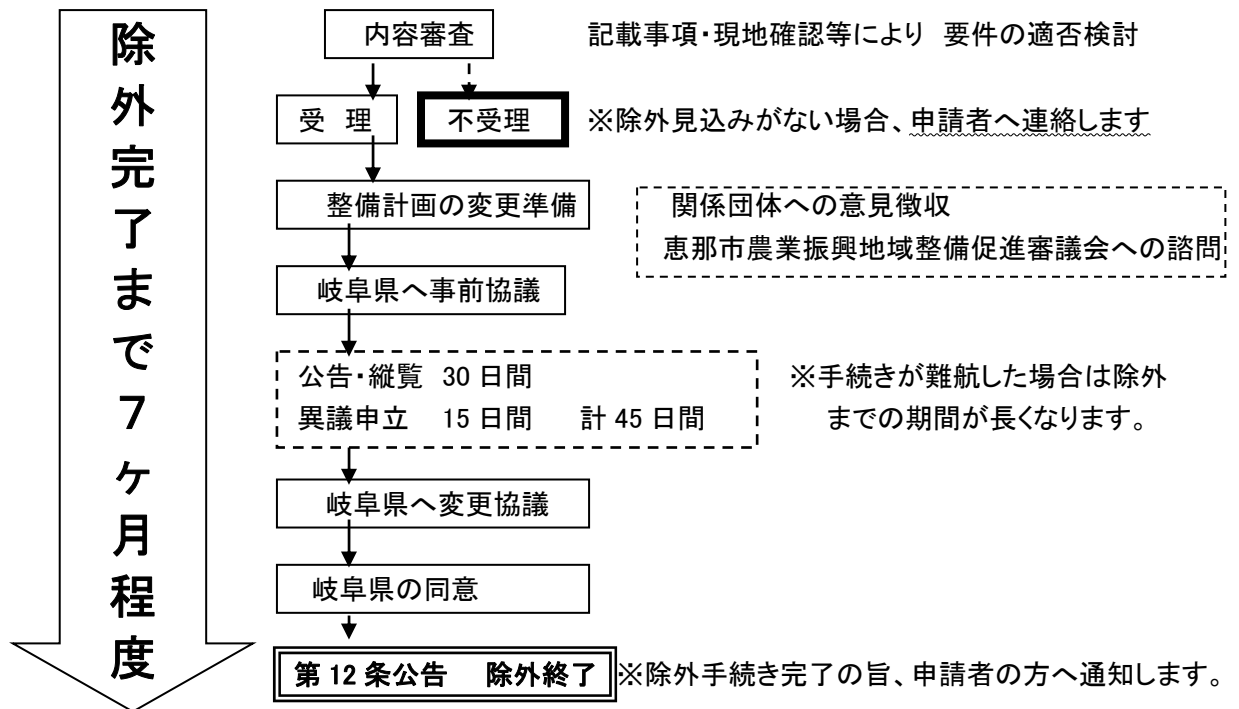 除外完了まで７ヶ月程度
内容審査 記載事項・現地確認等により 要件の適否検討
受 理 不受理 ※除外見込みがない場合、申請者へ連絡します
整備計画の変更準備
関係団体への意見徴収
恵那市農業振興地域整備促進審議会への諮問
岐阜県へ事前協議
公告・縦覧 30 日間
異議申立 15 日間 計 45 日間
※手続きが難航した場合は除外
までの期間が長くなります。
岐阜県へ変更協議
岐阜県の同意
第 12 条公告 除外終了 ※除外手続き完了の旨、申請者の方へ通知します。